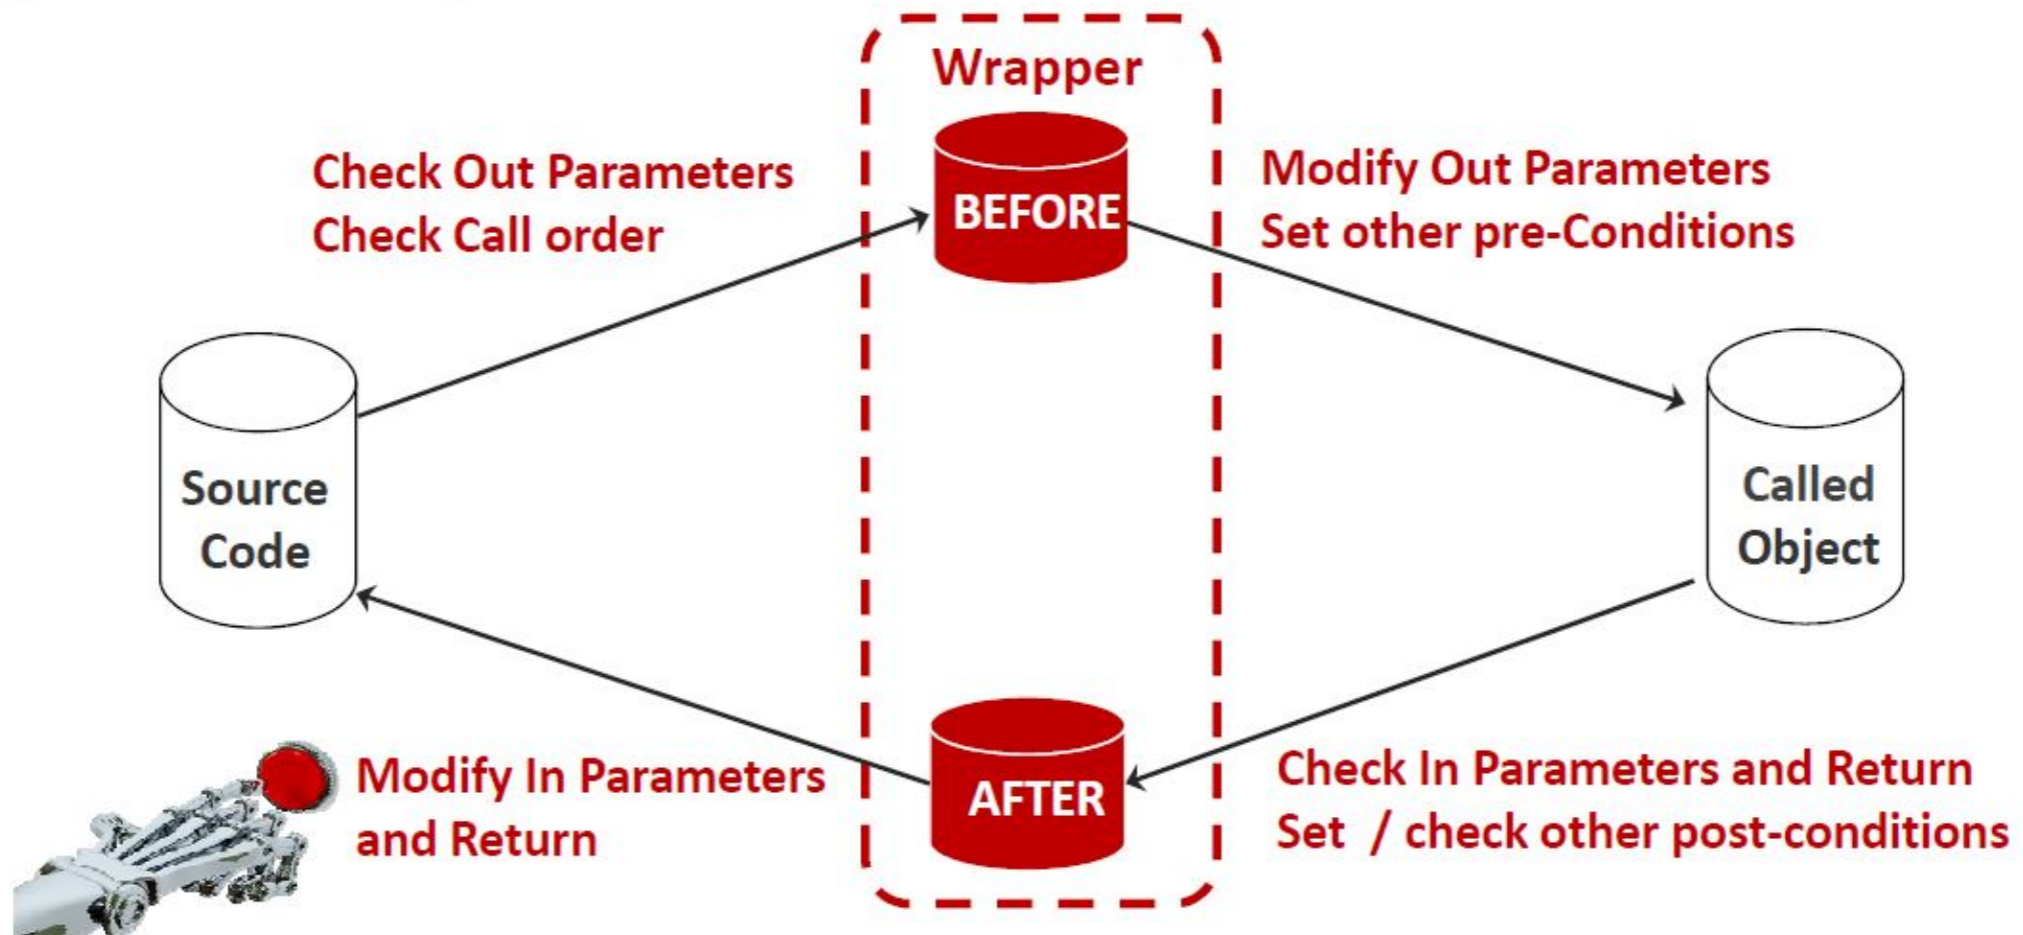 Wrapper
Check Out Parameters
Check Call order
BEFORE
Modify Out Parameters
Set other pre-Conditions
Source
Code
Called
Object
Modify In Parameters
and Return
AFTER
Check In Parameters and Return
Set / check other post-conditions